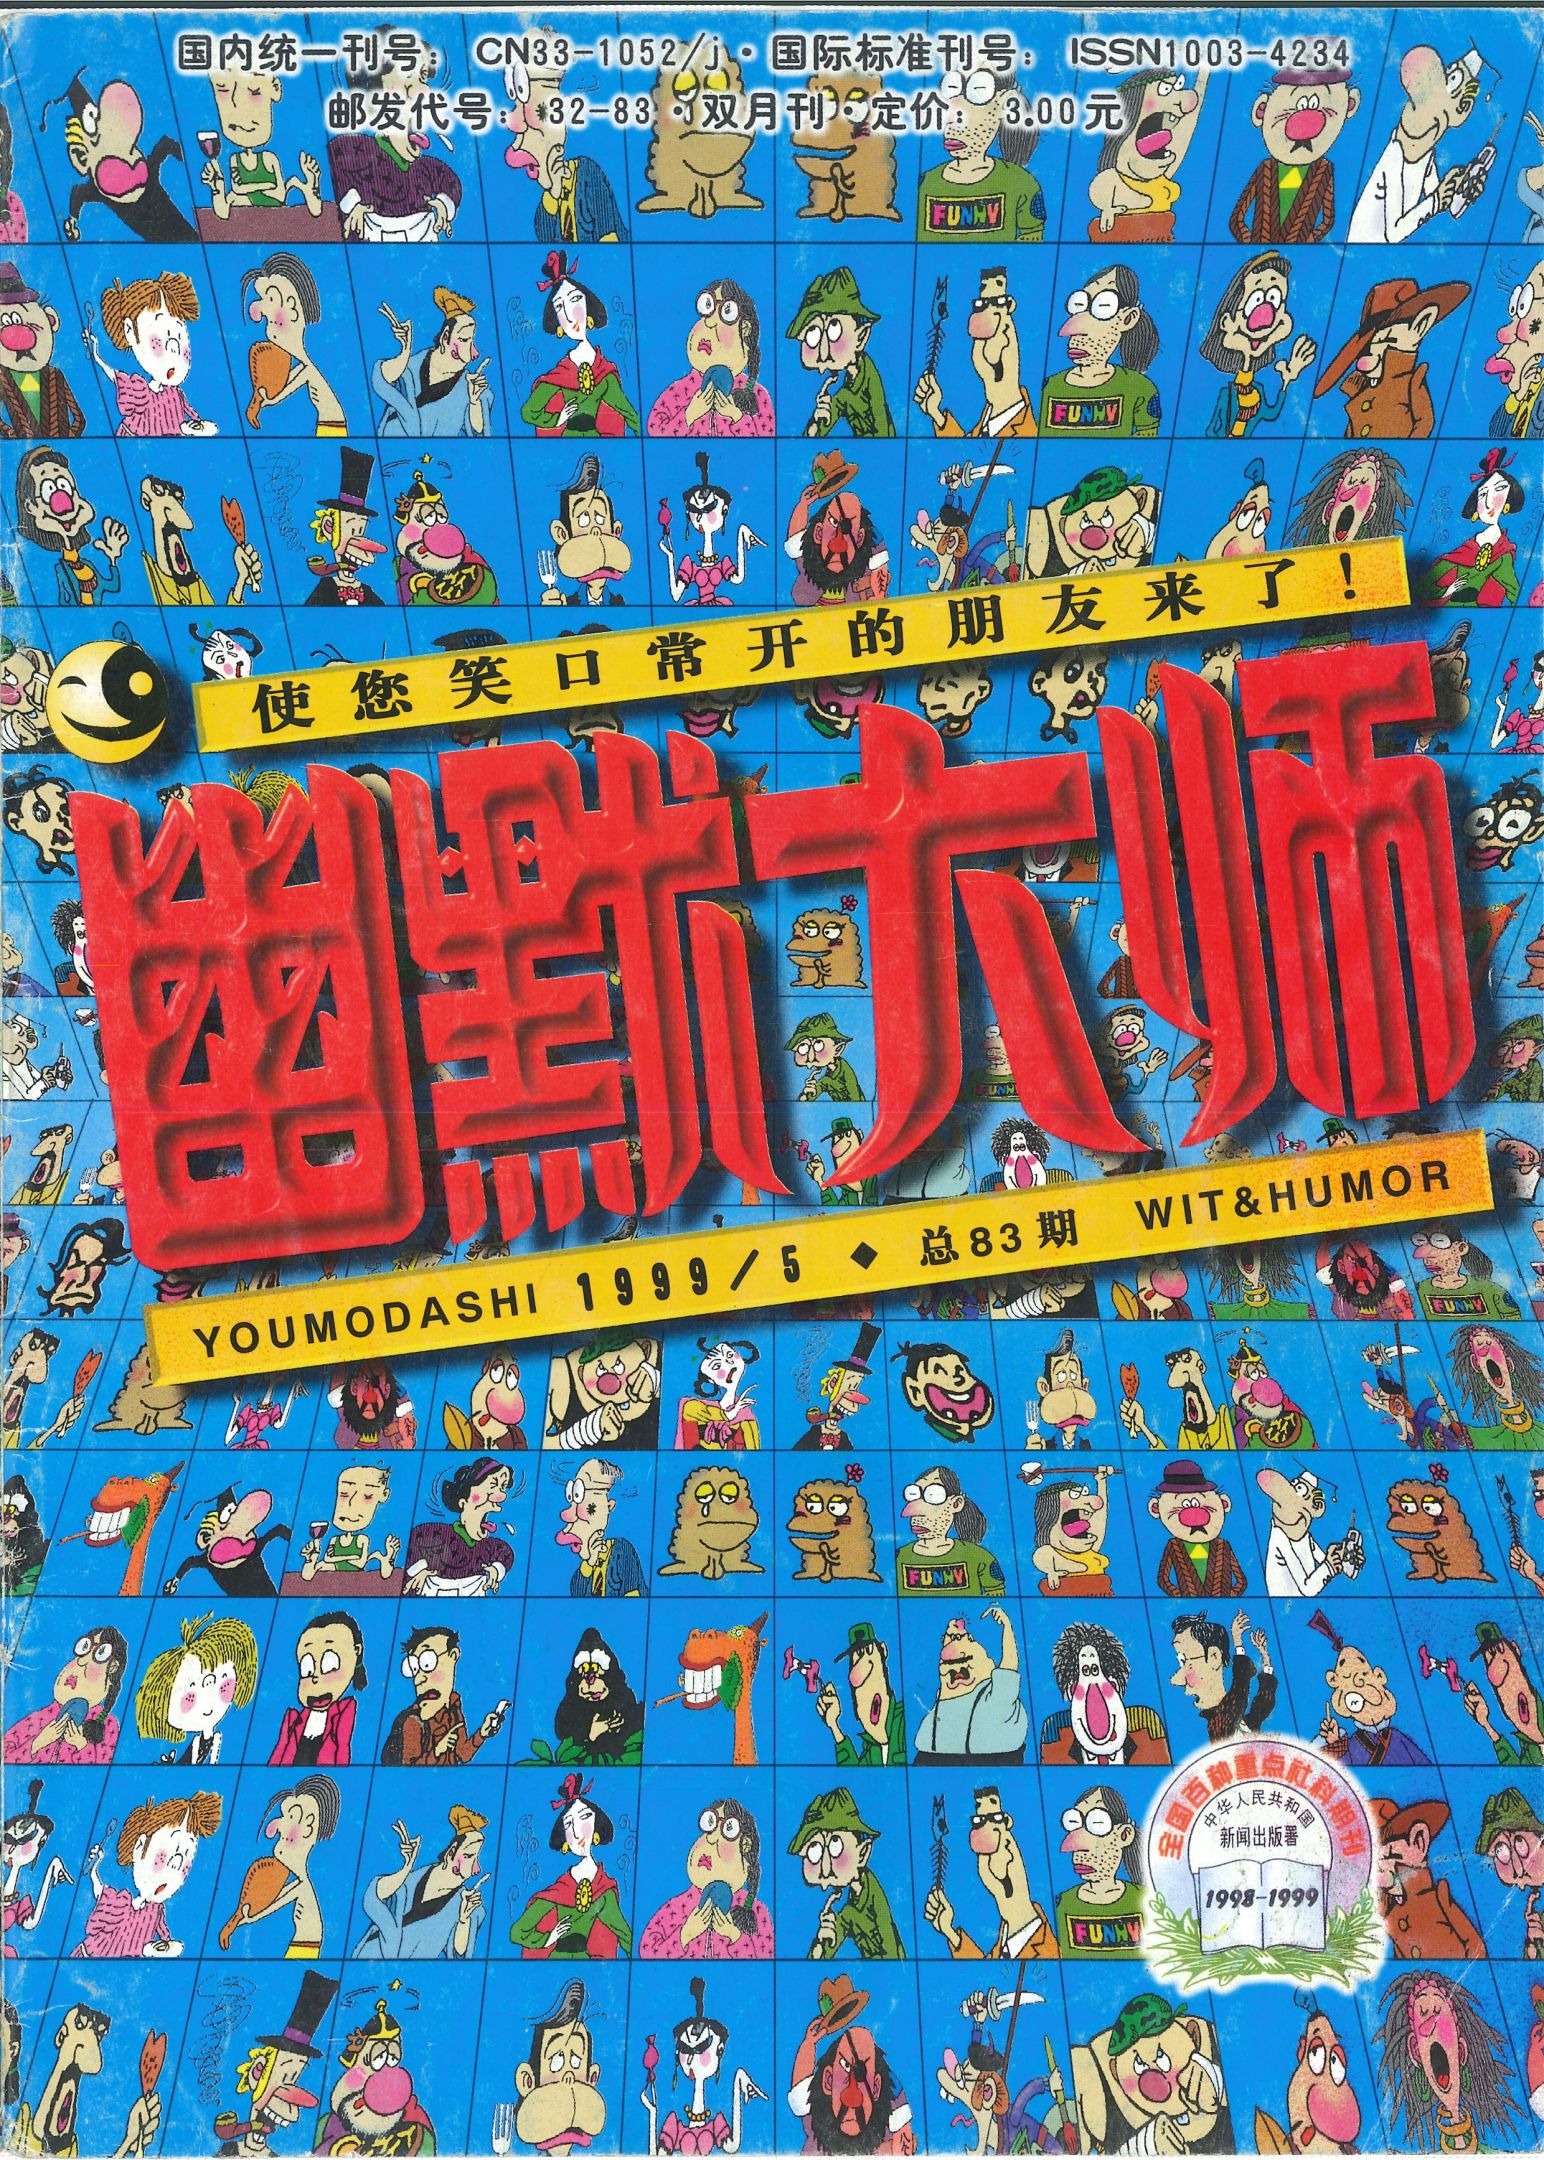 国内统一刊号： CN33-1052/j·国际标准刊号： ISSN1003-4234
邮发代号： 32-83 ·双月刊·定价： 3.00元
FUNNY
FUNNY
使您笑口常开的朋友来了！
幽默大师
YOUMODASHI 1999/5 ◆ 总83期 WIT&HUMOR
FUNNY
FUNNY
全国百种重点社科期刊
中华人民共和国
新闻出版署
1998-1999
FUNNY